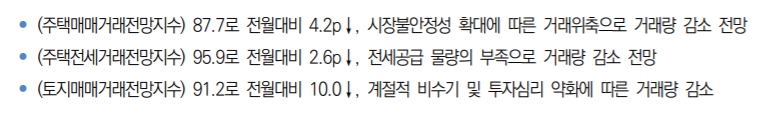 • (주택매매거래전망지수) 87.7로 전월대비 4.2p↓, 시장불안정성 확대에 따른 거래위축으로 거래량 감소 전망
• (주택전세거래전망지수) 95.9로 전월대비 2.6p↓, 전세공급 물량의 부족으로 거래량 감소 전망
• (토지매매거래전망지수) 91.2로 전월대비 10.0↓, 계절적 비수기 및 투자심리 약화에 따른 거래량 감소